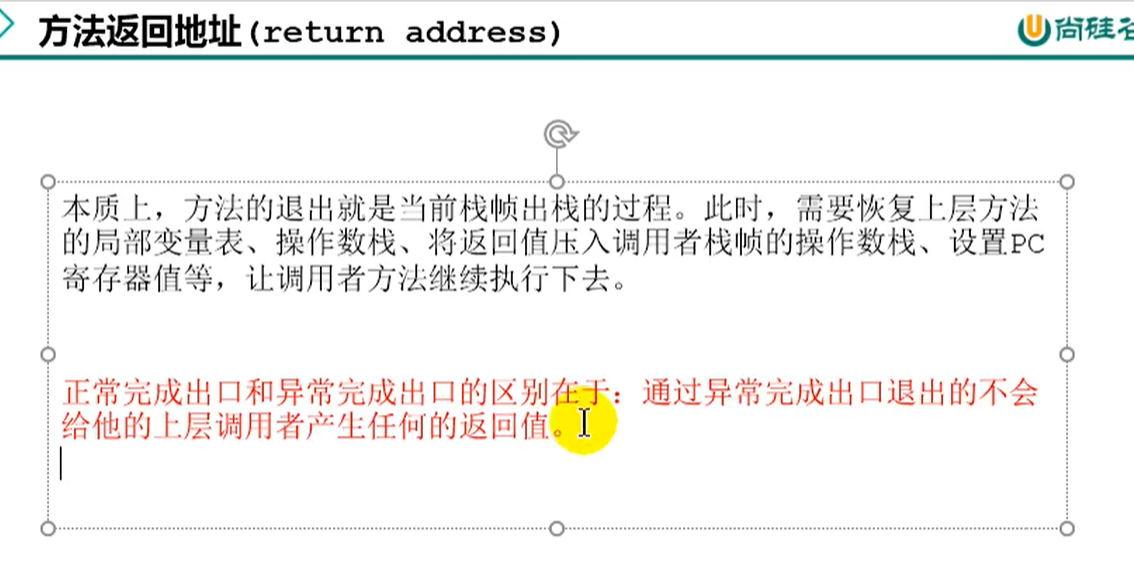 方法返回地址(return address)
尚硅谷
本质上，方法的退出就是当前栈帧出栈的过程。此时，需要恢复上层方法
的局部变量表、操作数栈、将返回值压入调用者栈帧的操作数栈、设置PC
寄存器值等，让调用者方法继续执行下去。
正常完成出口和异常完成出口的区别在于：通过异常完成出口退出的不会
给他的上层调用者产生任何的返回值。